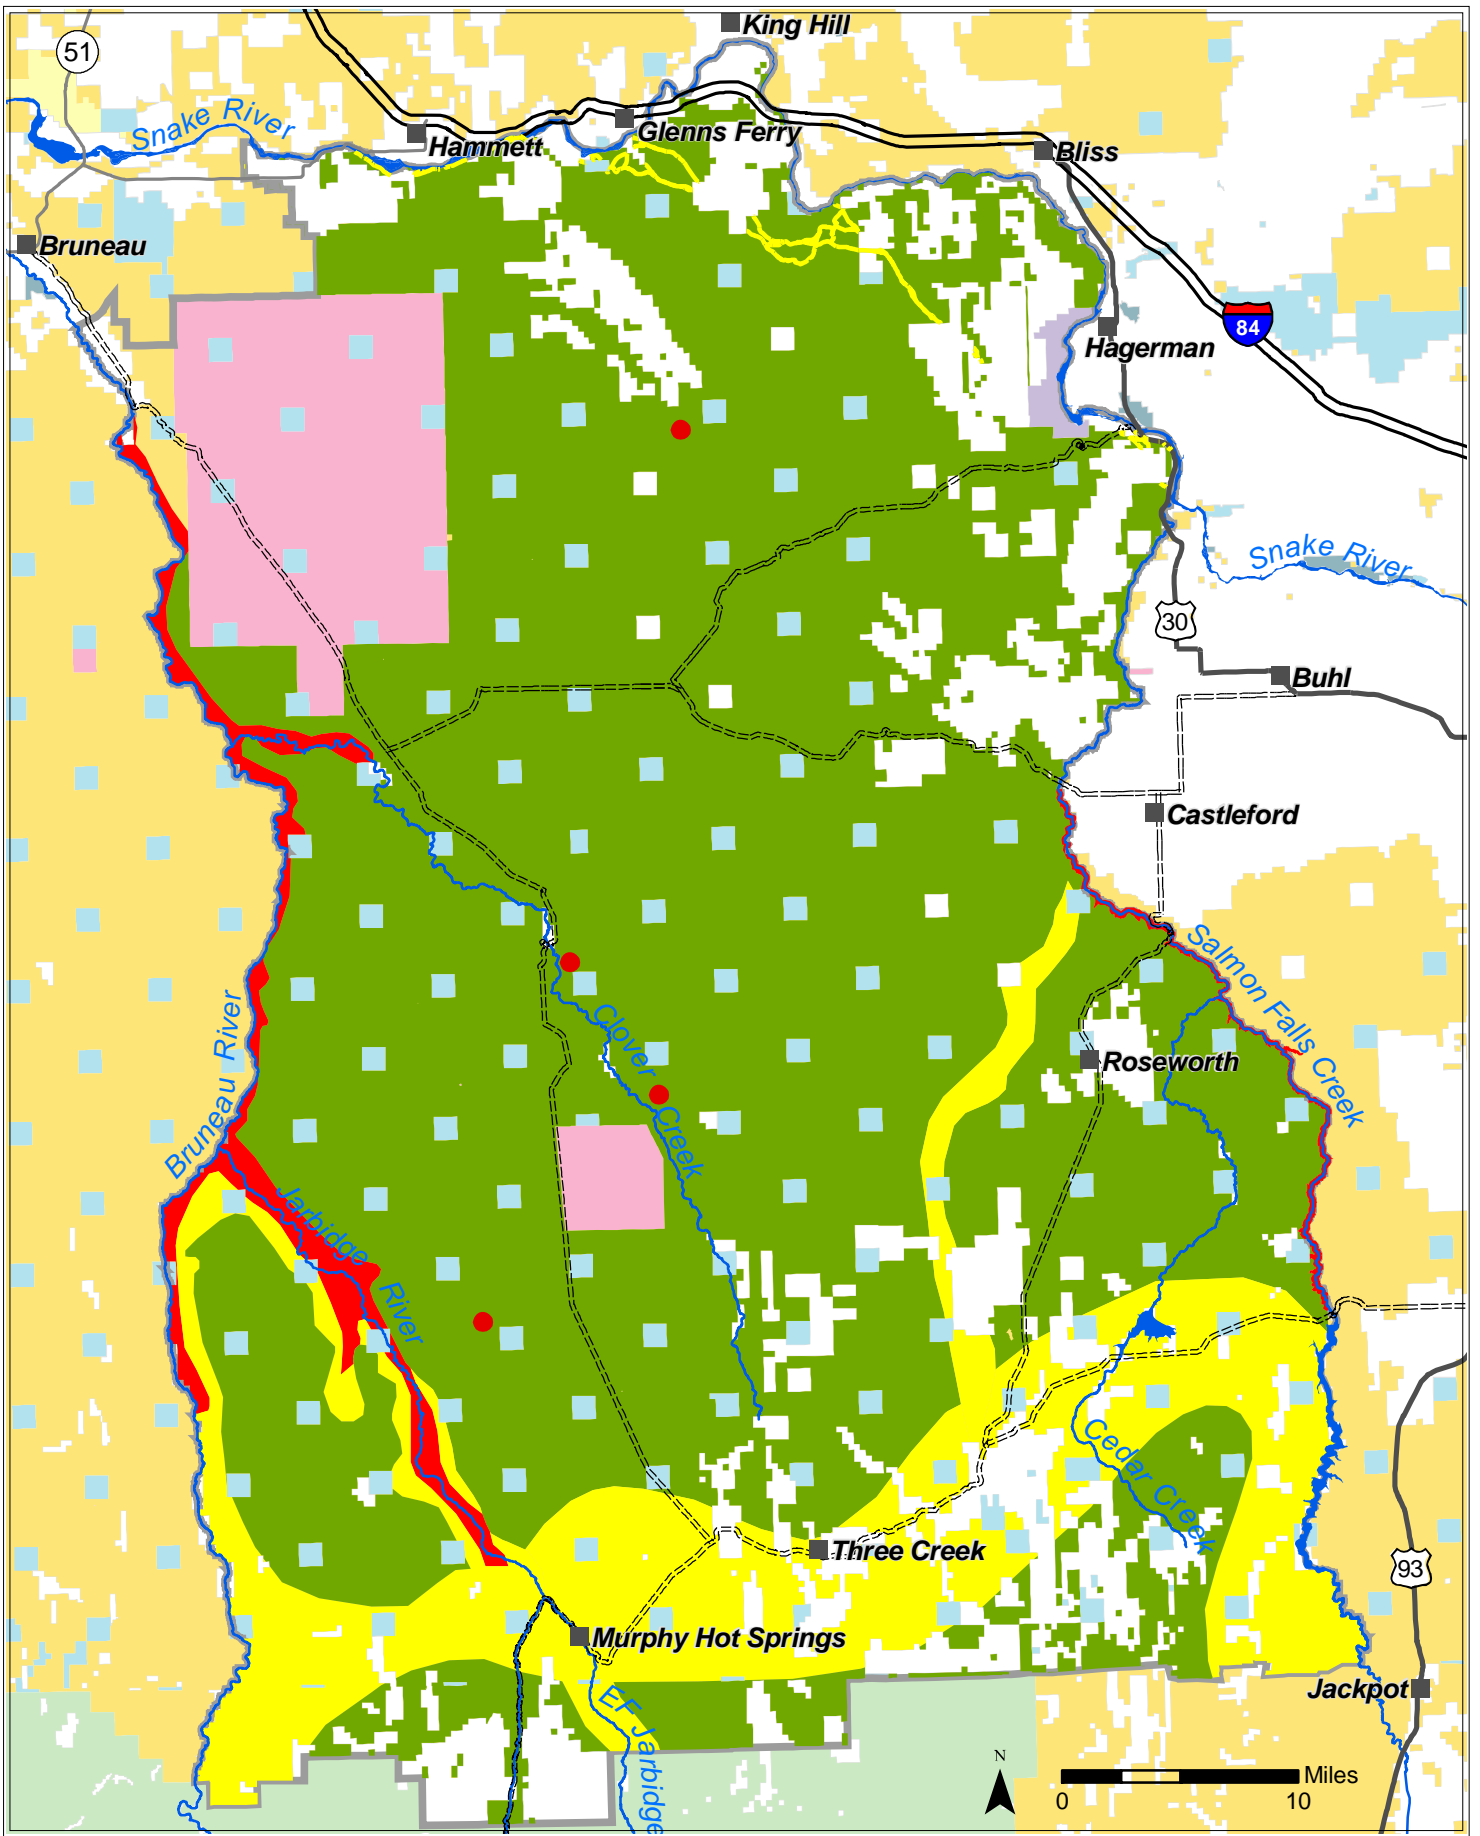 King Hill
51
Snake River
Glenns Ferry
Hammett
Bliss
Bruneau
84
Hagerman
Snake River
30
Buhl
Castleford
Salmon Falls Creek
Bruneau River
Clover Creek
Roseworth
Jarbidge River
Cedar Creek
Three Creek
93
Murphy Hot Springs
EF Jarbidge
Jackpot
N
Miles
0 10